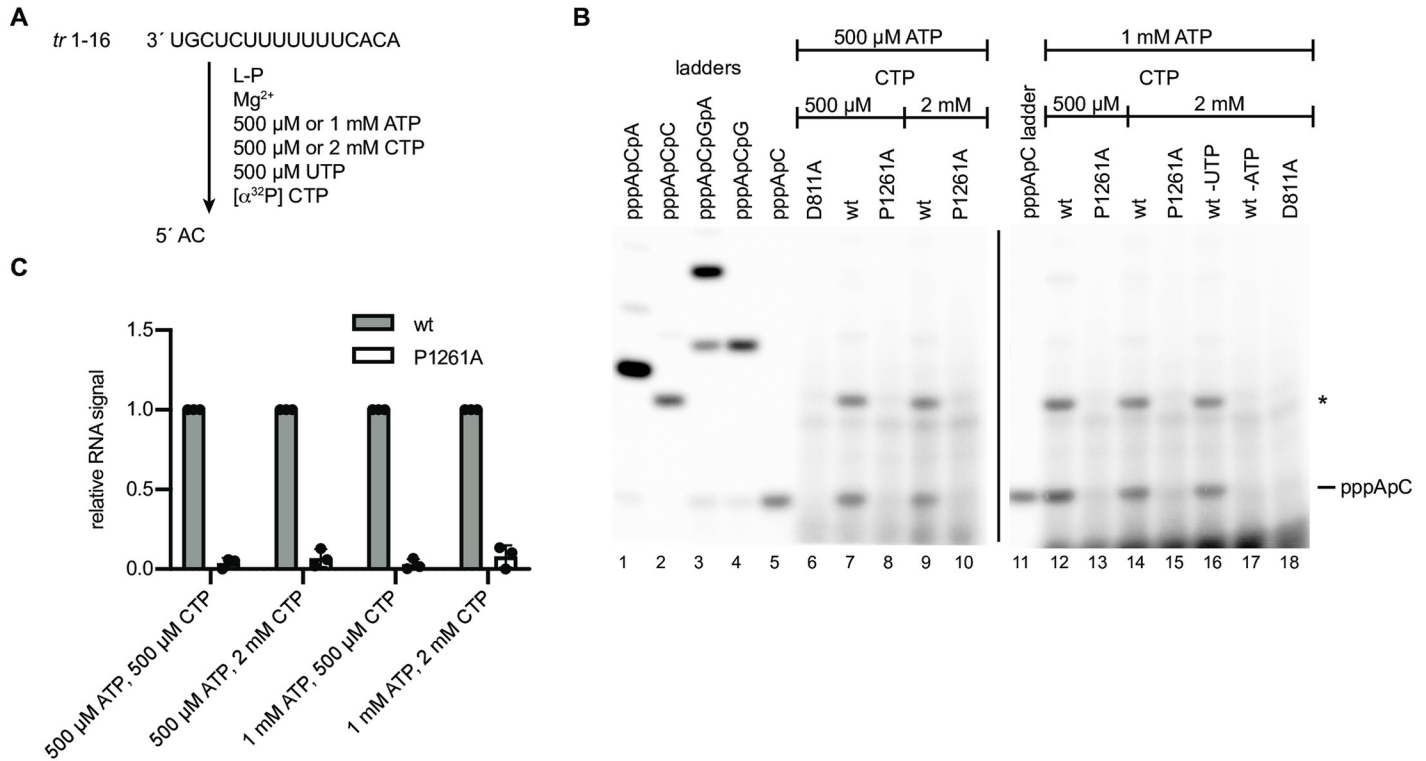 A
tr 1-16 3´ UGCUCUUUUUUUCACA
L-P
Mg²⁺
500 µM or 1 mM ATP
500 µM or 2 mM CTP
500 µM UTP
[α³²P] CTP
5´ AC
B
500 µM ATP
1 mM ATP
ladders
CTP
CTP
500 µM
2 mM
500 µM
2 mM
pppApCpA
pppApCpC
pppApCpGpA
pppApCpG
pppApC
D811A
wt
P1261A
wt
P1261A
pppApC ladder
wt
P1261A
wt
P1261A
wt -UTP
wt -ATP
D811A
*
pppApC
1 2 3 4 5 6 7 8 9 10 11 12 13 14 15 16 17 18
C
wt
P1261A
relative RNA signal
1.5
1.0
0.5
0.0
500 µM ATP, 500 µM CTP
500 µM ATP, 2 mM CTP
1 mM ATP, 500 µM CTP
1 mM ATP, 2 mM CTP